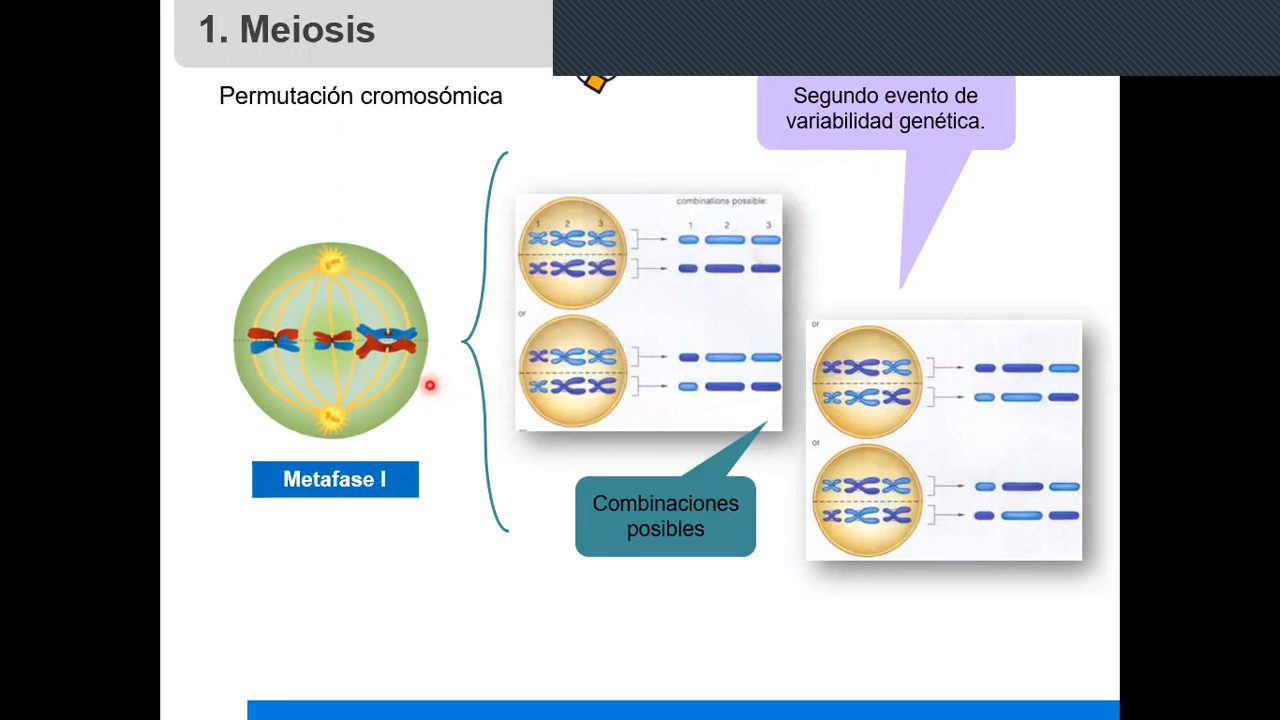 1. Meiosis
Permutación cromosómica
Segundo evento de
variabilidad genética.
combinations possible:
1 2 3
1 2 3
or
or
or
or
Metafase I
Combinaciones
posibles